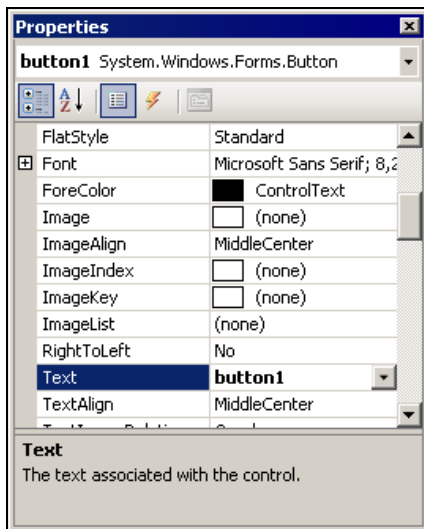 Properties
button1 System.Windows.Forms.Button
FlatStyle Standard
Font Microsoft Sans Serif; 8,2
ForeColor ControlText
Image (none)
ImageAlign MiddleCenter
ImageIndex (none)
ImageKey (none)
ImageList (none)
RightToLeft No
Text button1
TextAlign MiddleCenter
Text
The text associated with the control.